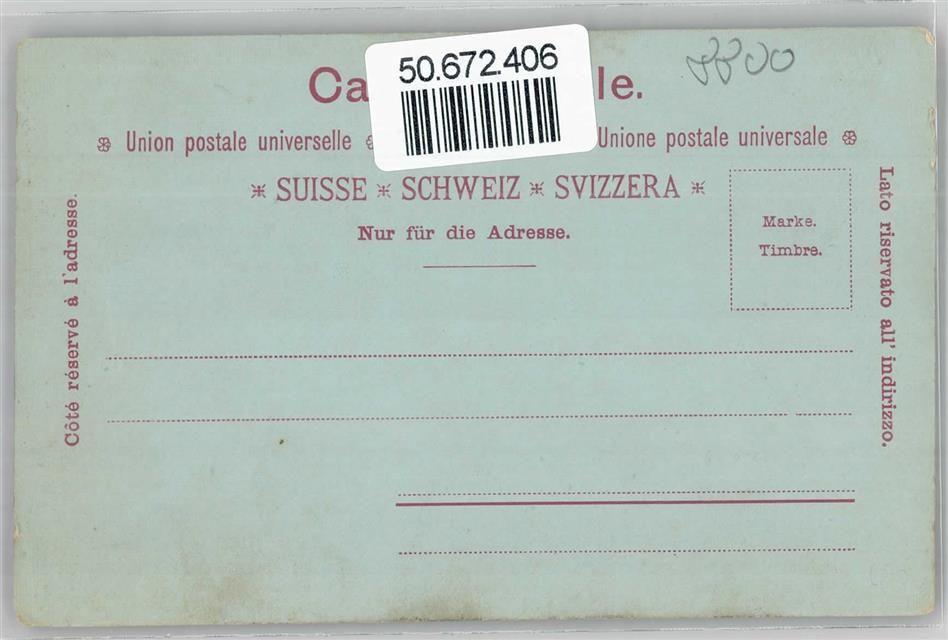 50.672.406
Ca le.
Union postale universelle Unione postale universale
SUISSE SCHWEIZ SVIZZERA
Nur für die Adresse.
Marke.
Timbre.
Côté réservé à l'adresse.
Lato riservato all' indirizzo.